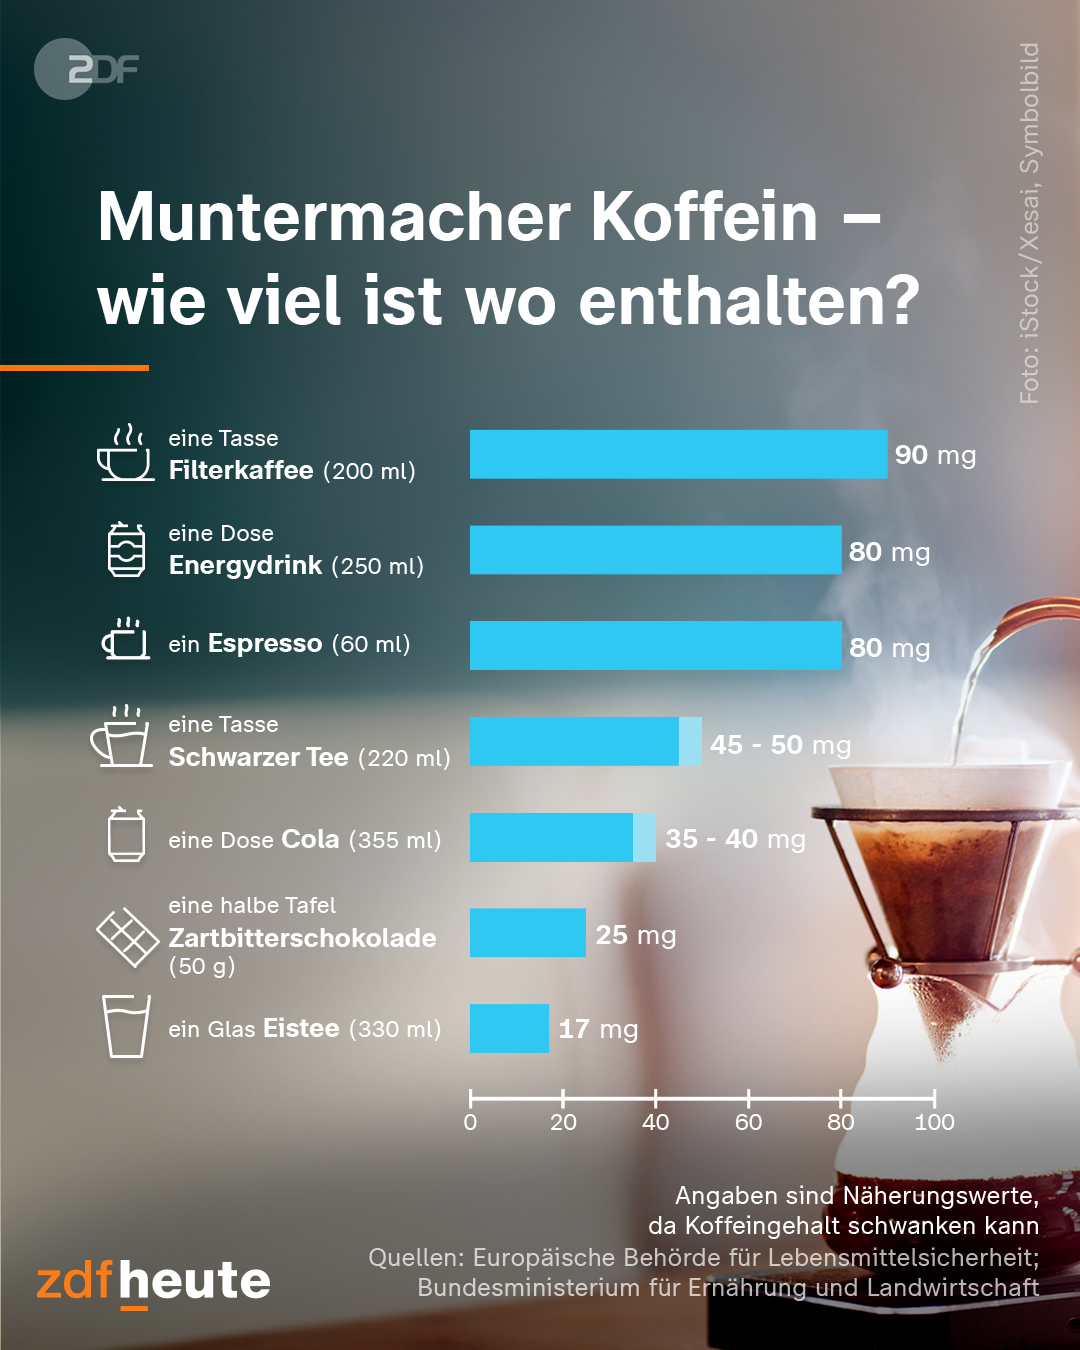 ZDF
Foto: iStock/Xesai, Symbolbild
Muntermacher Koffein –
wie viel ist wo enthalten?
eine Tasse
Filterkaffee (200 ml)
90 mg
eine Dose
Energydrink (250 ml)
80 mg
ein Espresso (60 ml)
80 mg
eine Tasse
Schwarzer Tee (220 ml)
45 - 50 mg
eine Dose Cola (355 ml)
35 - 40 mg
eine halbe Tafel
Zartbitterschokolade
(50 g)
25 mg
ein Glas Eistee (330 ml)
17 mg
0 20 40 60 80 100
Angaben sind Näherungswerte,
da Koffeingehalt schwanken kann
Quellen: Europäische Behörde für Lebensmittelsicherheit;
Bundesministerium für Ernährung und Landwirtschaft
zdfheute